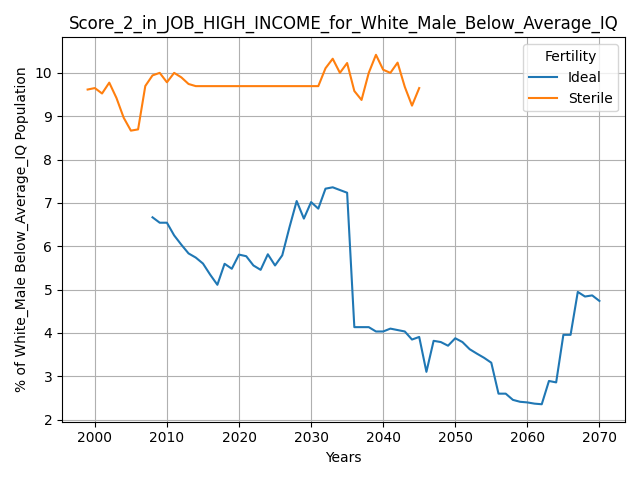 Score_2_in_JOB_HIGH_INCOME_for_White_Male_Below_Average_IQ
% of White_Male Below_Average_IQ Population
10
9
8
7
6
5
4
3
2
Fertility
Ideal
Sterile
2000 2010 2020 2030 2040 2050 2060 2070
Years